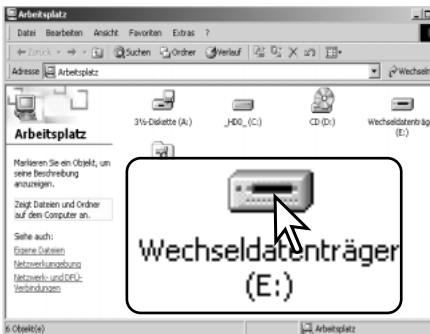 Arbeitsplatz
Datei Bearbeiten Ansicht Favoriten Extras ?
Zurück Suchen Ordner Verlauf
Adresse Arbeitsplatz Wechseln
3½-Diskette (A:) _HD0_ (C:) CD (D:) Wechseldatenträg
(E:)
Arbeitsplatz
Markieren Sie ein Objekt, um
seine Beschreibung
anzuzeigen.
Zeigt Dateien und Ordner
auf dem Computer an.
Siehe auch:
Eigene Dateien
Netzwerkumgebung
Netzwerk- und DFÜ-
Verbindungen
Wechseldatenträger
(E:)
6 Objekt(e) Arbeitsplatz